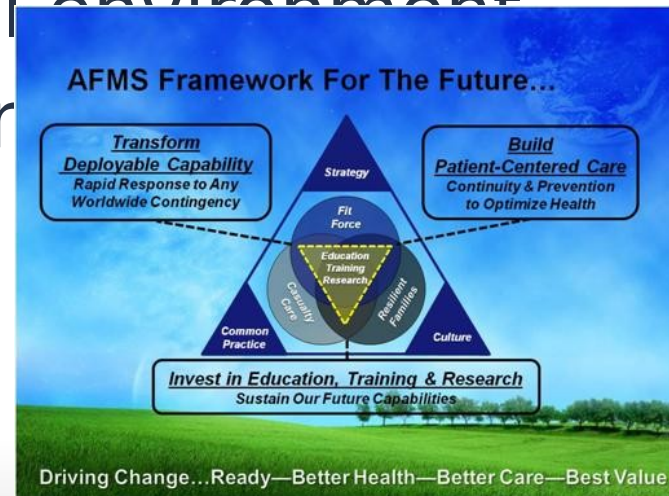 environment
AFMS Framework For The Future...
Transform
Deployable Capability
Rapid Response to Any
Worldwide Contingency
Build
Patient-Centered Care
Continuity & Prevention
to Optimize Health
Strategy
Fit
Force
Education
Training
Research
Casualty
Care
Resilient
Families
Common
Practice
Culture
Invest in Education, Training & Research
Sustain Our Future Capabilities
Driving Change...Ready—Better Health—Better Care—Best Value